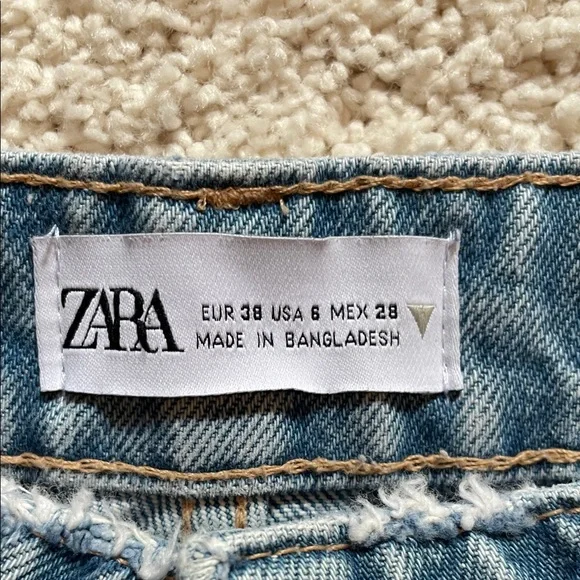 ZARA
EUR 38 USA 6 MEX 28
MADE IN BANGLADESH